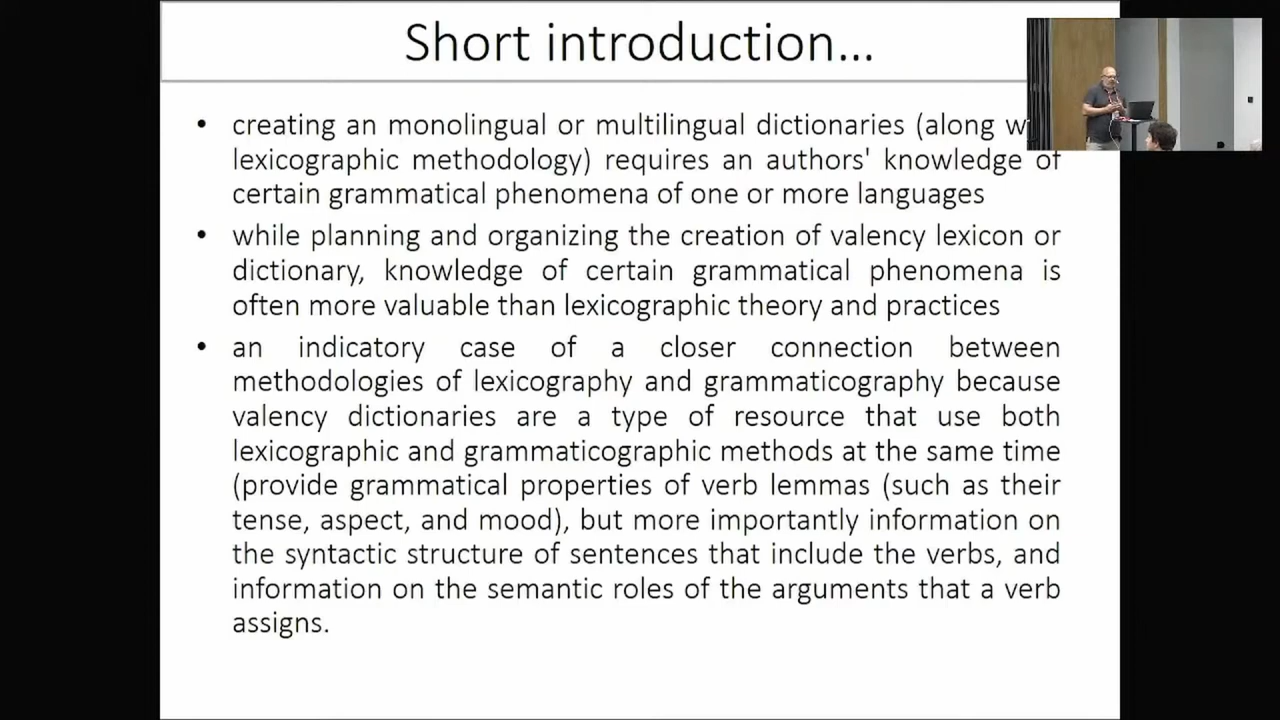 Short introduction...
• creating an monolingual or multilingual dictionaries (along
lexicographic methodology) requires an authors' knowledge of
certain grammatical phenomena of one or more languages
• while planning and organizing the creation of valency lexicon or
dictionary, knowledge of certain grammatical phenomena is
often more valuable than lexicographic theory and practices
• an indicatory case of a closer connection between
methodologies of lexicography and grammaticography because
valency dictionaries are a type of resource that use both
lexicographic and grammaticographic methods at the same time
(provide grammatical properties of verb lemmas (such as their
tense, aspect, and mood), but more importantly information on
the syntactic structure of sentences that include the verbs, and
information on the semantic roles of the arguments that a verb
assigns.